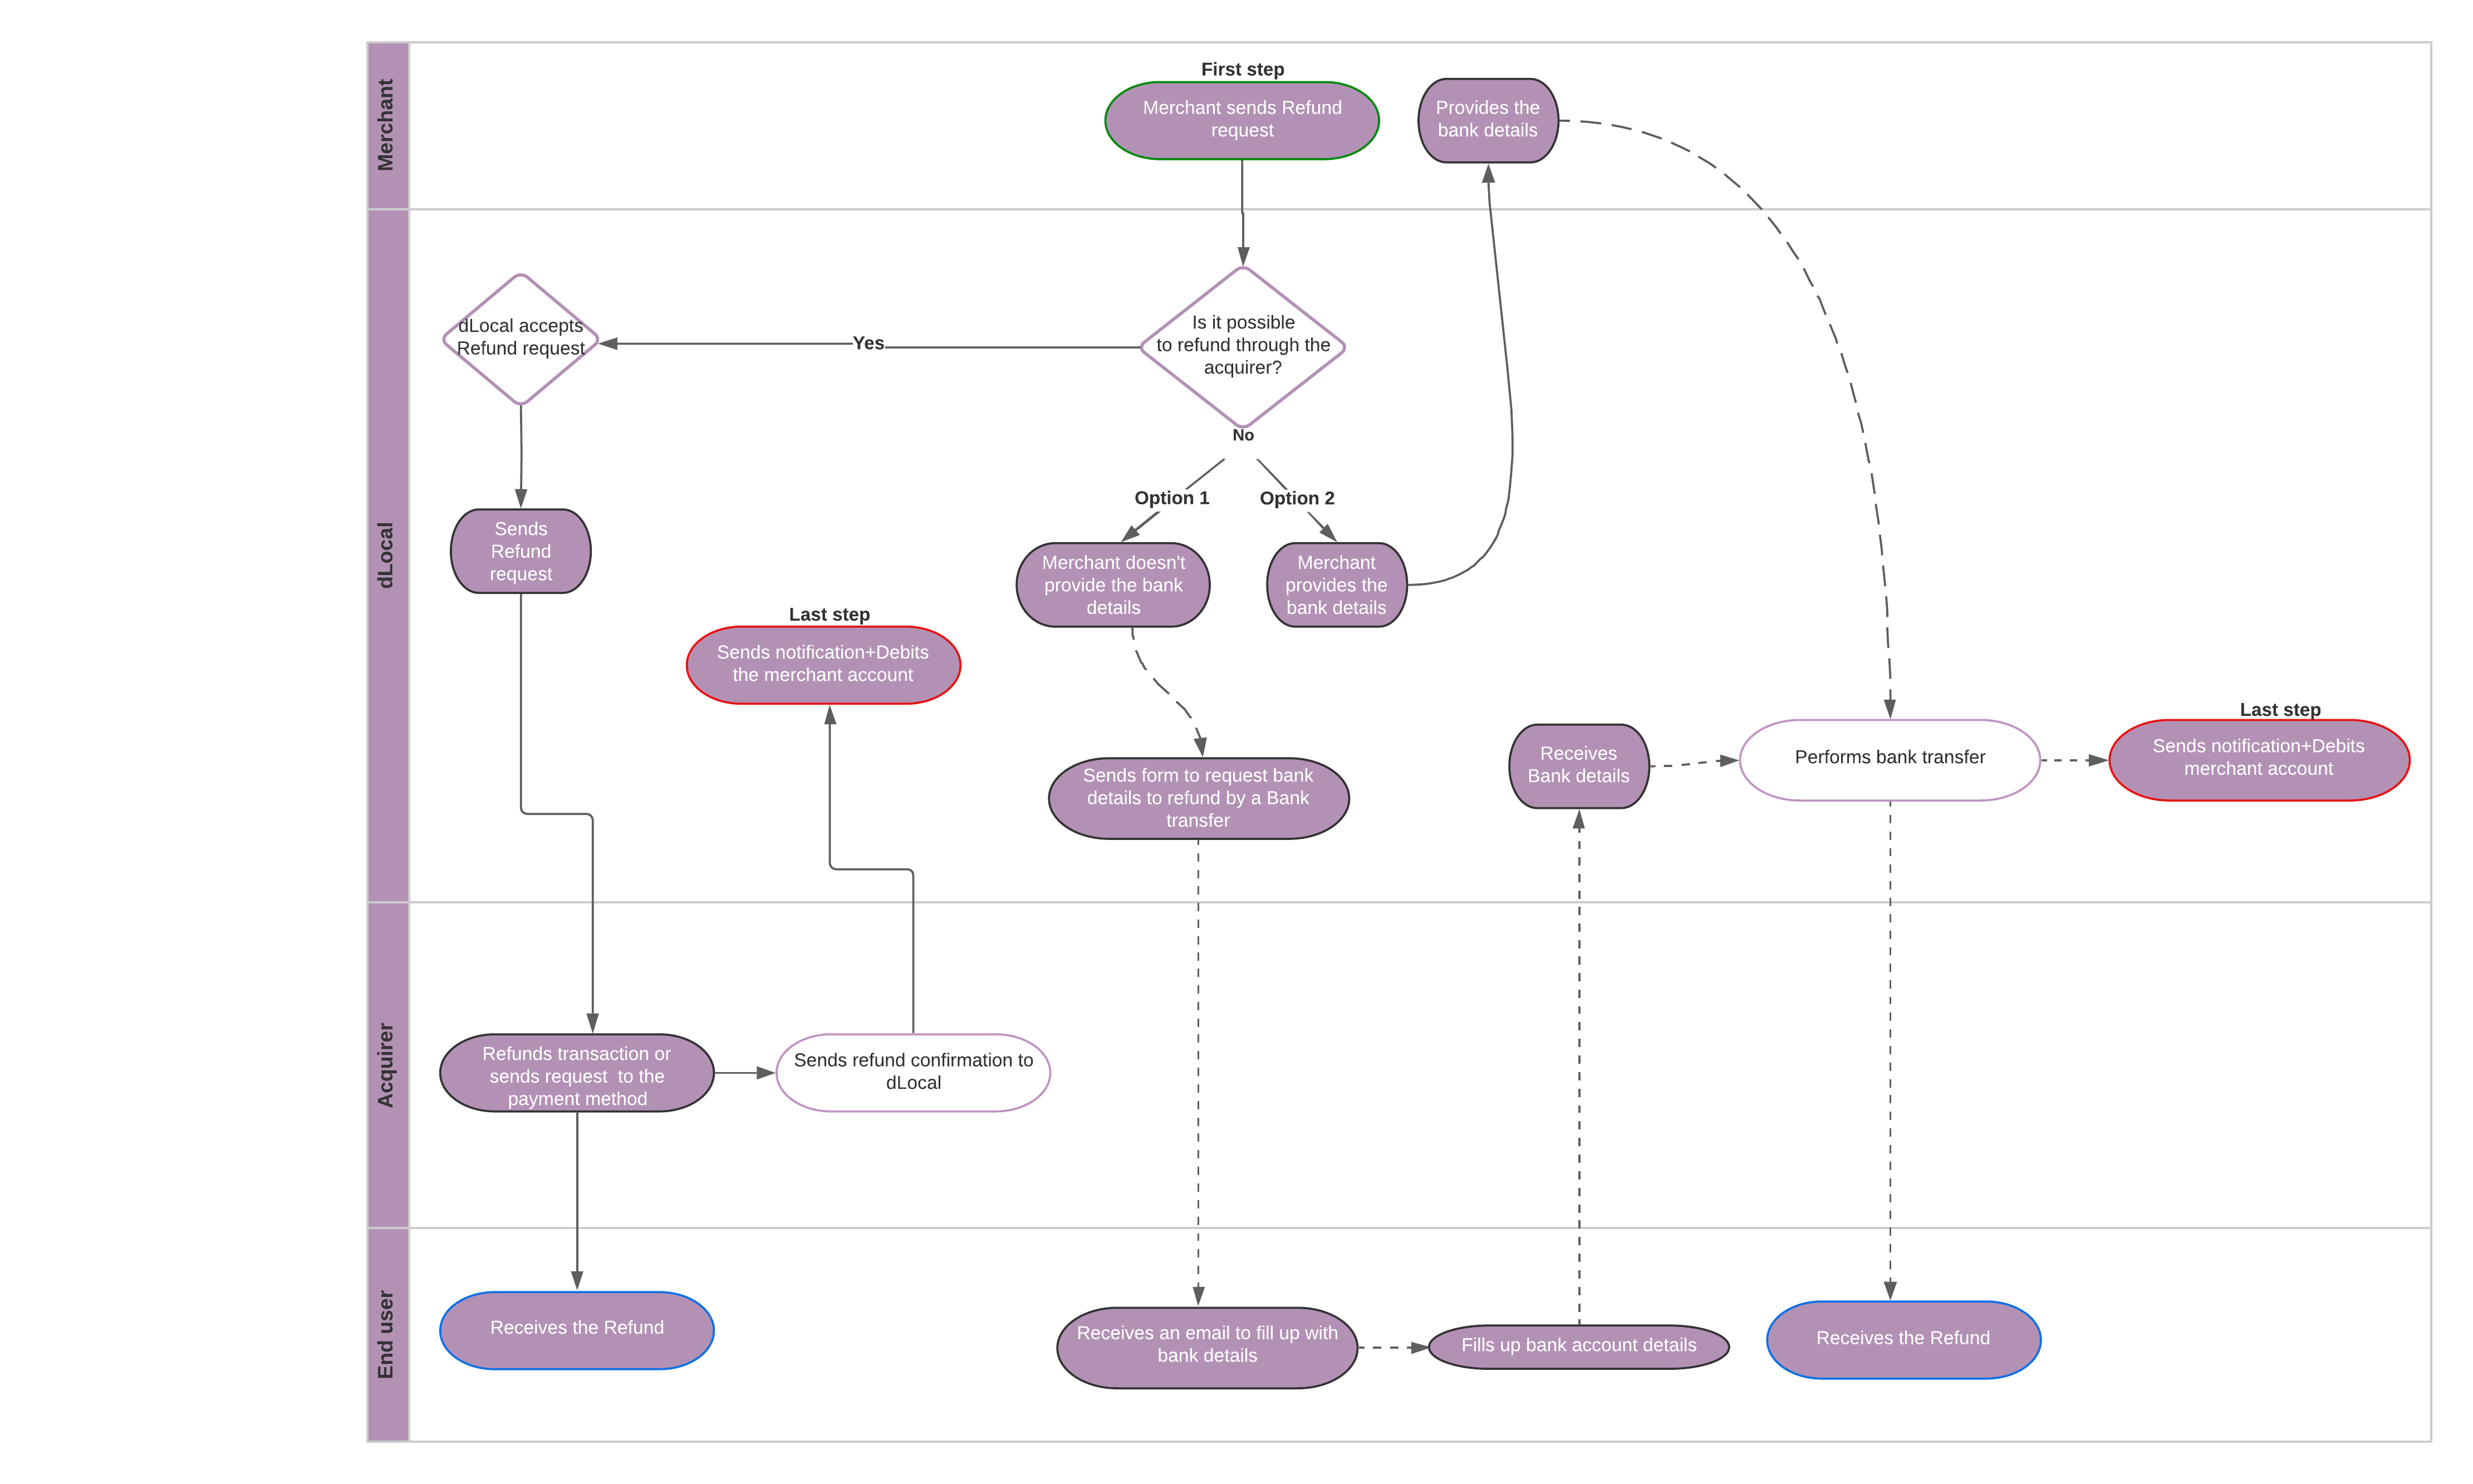 Merchant
First step
Merchant sends Refund
request
Provides the
bank details
dLocal
dLocal accepts
Refund request
Yes
Is it possible
to refund through the
acquirer?
No
Option 1
Option 2
Sends
Refund
request
Merchant doesn't
provide the bank
details
Merchant
provides the
bank details
Last step
Sends notification+Debits
the merchant account
Sends form to request bank
details to refund by a Bank
transfer
Receives
Bank details
Performs bank transfer
Last step
Sends notification+Debits
merchant account
Acquirer
Refunds transaction or
sends request  to the
payment method
Sends refund confirmation to
dLocal
End user
Receives the Refund
Receives an email to fill up with
bank details
Fills up bank account details
Receives the Refund